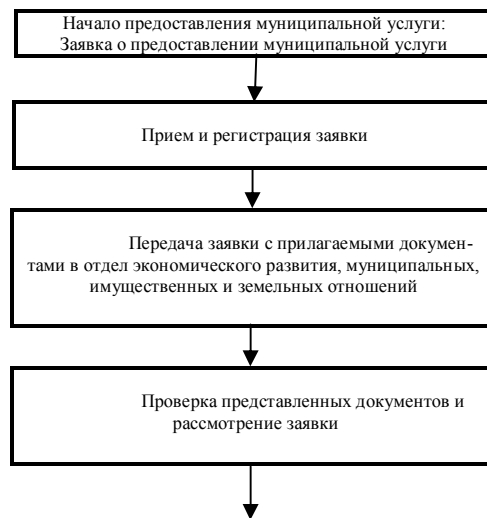 Начало предоставления муниципальной услуги:
Заявка о предоставлении муниципальной услуги
Прием и регистрация заявки
Передача заявки с прилагаемыми докумен-
тами в отдел экономического развития, муниципальных,
имущественных и земельных отношений
Проверка представленных документов и
рассмотрение заявки